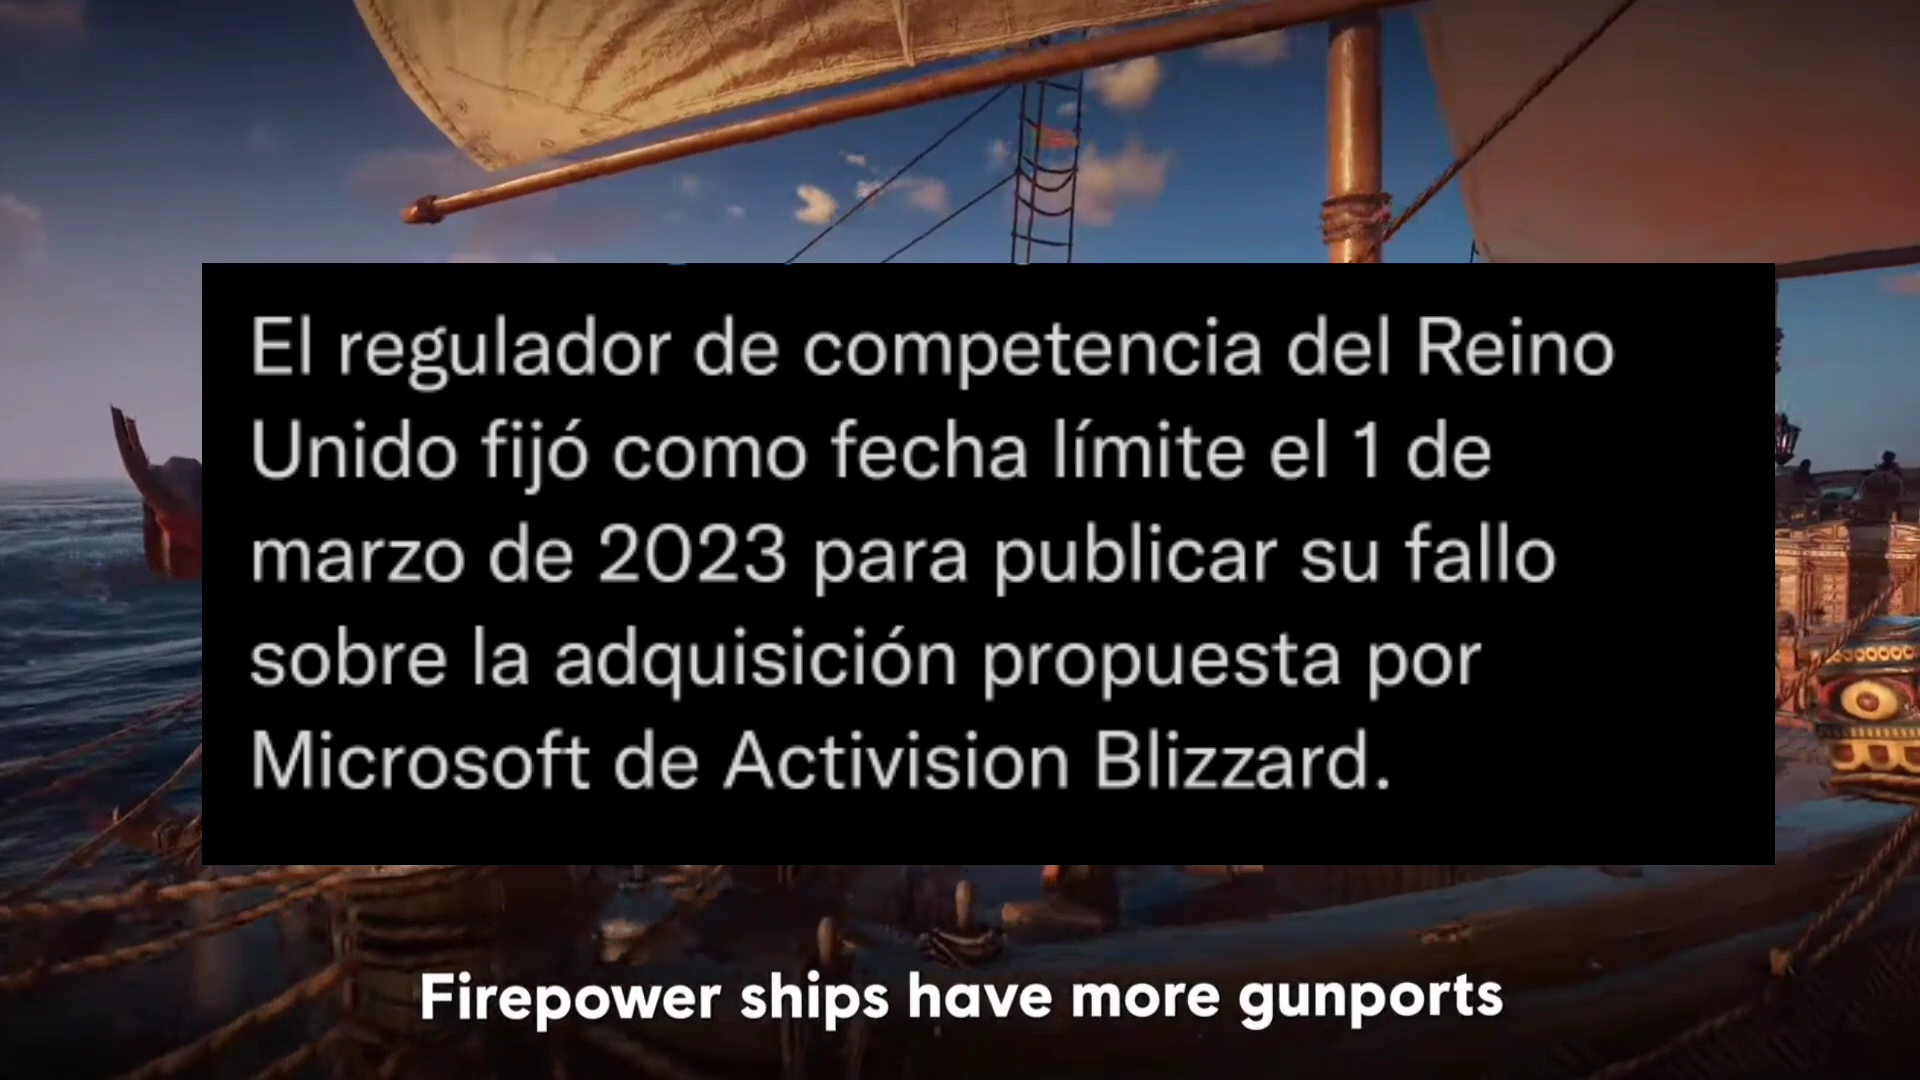 El regulador de competencia del Reino
Unido fijó como fecha límite el 1 de
marzo de 2023 para publicar su fallo
sobre la adquisición propuesta por
Microsoft de Activision Blizzard.
Firepower ships have more gunports